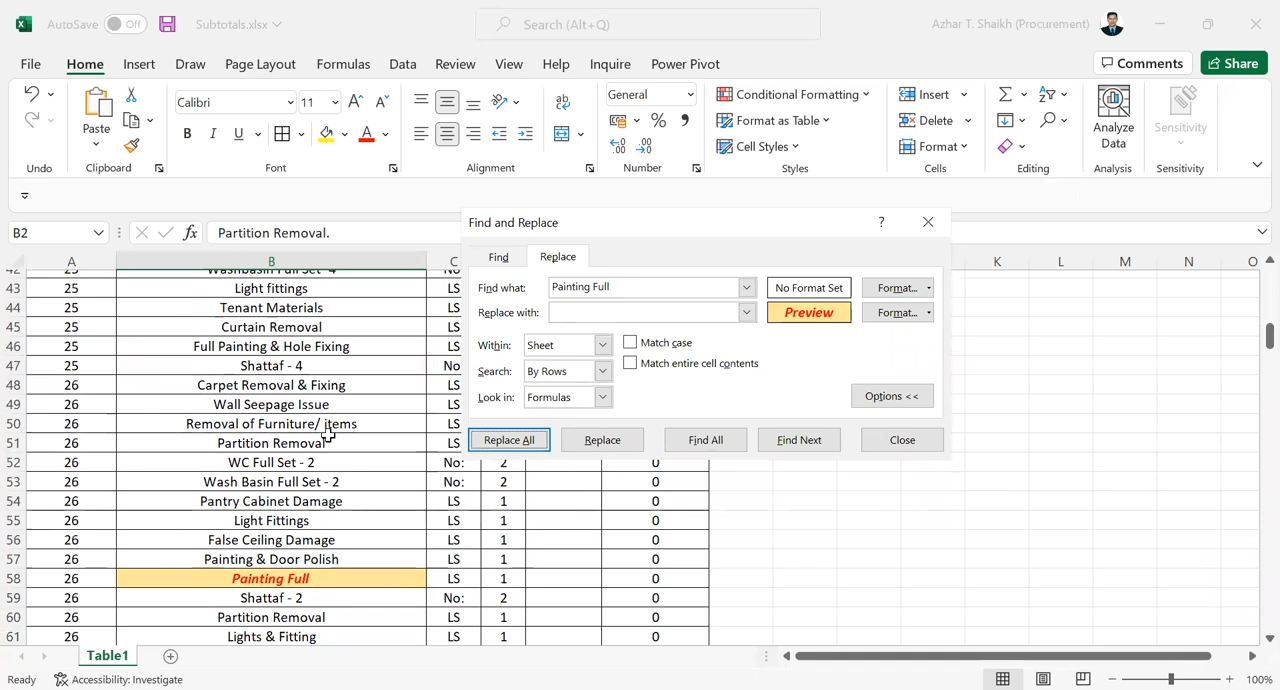 AutoSave Off Subtotals.xlsx Search (Alt+Q) Azhar T. Shaikh (Procurement)
File Home Insert Draw Page Layout Formulas Data Review View Help Inquire Power Pivot Comments Share
Calibri 11 General Conditional Formatting Insert
Paste B I U Format as Table Delete Analyze Data Sensitivity
Cell Styles Format
Undo Clipboard Font Alignment Number Styles Cells Editing Analysis Sensitivity
B2 fx Partition Removal.
A B C K L M N O
42 25 Washbasin Full Set-4 No
43 25 Light fittings LS
44 25 Tenant Materials LS
45 25 Curtain Removal LS
46 25 Full Painting & Hole Fixing LS
47 25 Shattaf - 4 No
48 26 Carpet Removal & Fixing LS
49 26 Wall Seepage Issue LS
50 26 Removal of Furniture/ items LS
51 26 Partition Removal LS
52 26 WC Full Set - 2 No: 2 0
53 26 Wash Basin Full Set - 2 No: 2 0
54 26 Pantry Cabinet Damage LS 1 0
55 26 Light Fittings LS 1 0
56 26 False Ceiling Damage LS 1 0
57 26 Painting & Door Polish LS 1 0
58 26 Painting Full LS 1 0
59 26 Shattaf - 2 No: 2 0
60 26 Partition Removal LS 1 0
61 26 Lights & Fitting LS 1 0
Find and Replace ?
Find Replace
Find what: Painting Full No Format Set Format...
Replace with: Preview Format...
Within: Sheet Match case
Match entire cell contents
Search: By Rows
Look in: Formulas Options <<
Replace All Replace Find All Find Next Close
Table1
Ready Accessibility: Investigate 100%